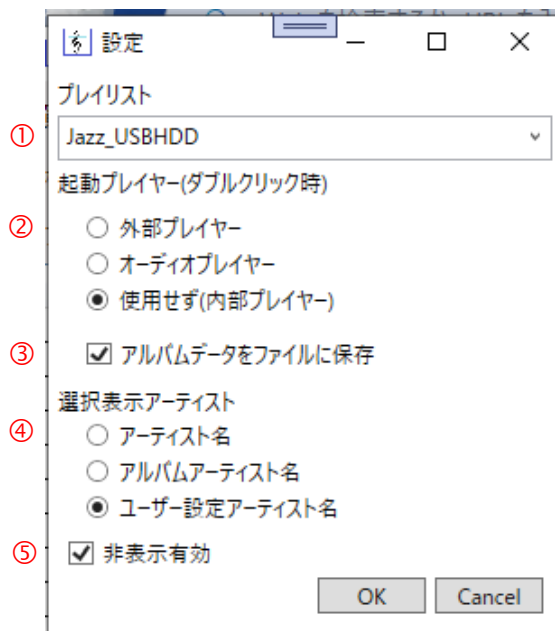 設定
プレイリスト
① Jazz_USBHDD
起動プレイヤー(ダブルクリック時)
② 外部プレイヤー
オーディオプレイヤー
使用せず(内部プレイヤー)
③ アルバムデータをファイルに保存
選択表示アーティスト
④ アーティスト名
アルバムアーティスト名
ユーザー設定アーティスト名
⑤ 非表示有効
OK Cancel